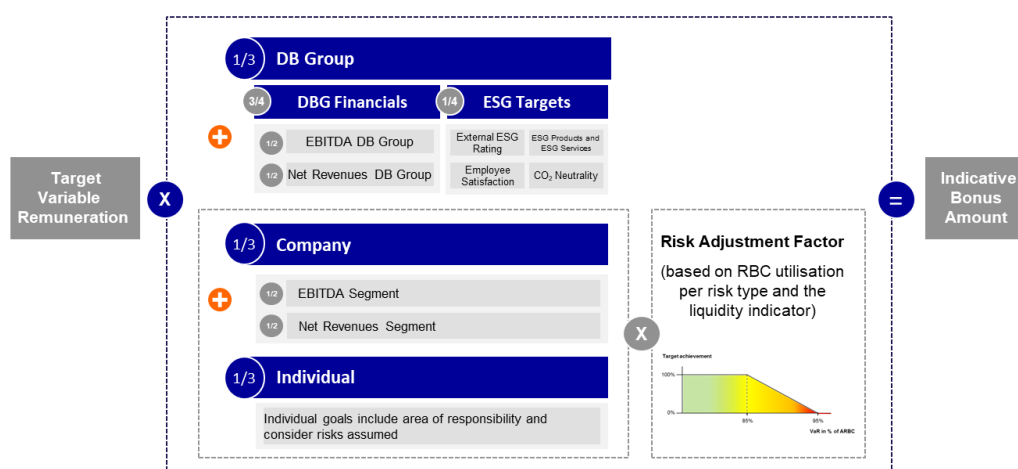 1/3 DB Group
3/4 DBG Financials
1/4 ESG Targets
1/2 EBITDA DB Group
1/2 Net Revenues DB Group
External ESG
Rating
ESG Products and
ESG Services
Employee
Satisfaction
CO₂ Neutrality
Target
Variable
Remuneration
X
1/3 Company
1/2 EBITDA Segment
1/2 Net Revenues Segment
1/3 Individual
Individual goals include area of responsibility and
consider risks assumed
X
Risk Adjustment Factor
(based on RBC utilisation
per risk type and the
liquidity indicator)
Target achievement
100%
0%
85%
95%
VaR in % of ARBC
=
Indicative
Bonus
Amount